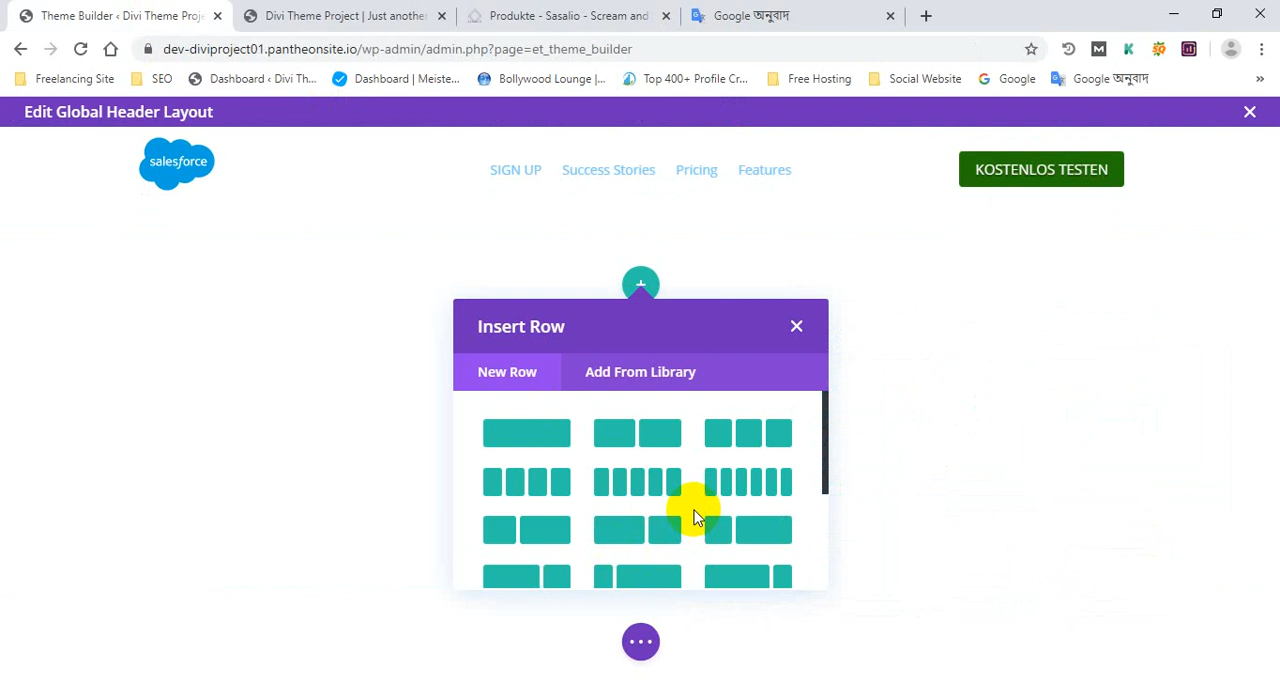 Theme Builder ‹ Divi Theme Proj
Divi Theme Project | Just another
Produkte - Sasalio - Scream and
Google অনুবাদ
dev-diviproject01.pantheonsite.io/wp-admin/admin.php?page=et_theme_builder
Freelancing Site
SEO
Dashboard ‹ Divi Th...
Dashboard | Meiste...
Bollywood Lounge |...
Top 400+ Profile Cr...
Free Hosting
Social Website
Google
Google অনুবাদ
»
Edit Global Header Layout
salesforce
SIGN UP Success Stories Pricing Features
KOSTENLOS TESTEN
Insert Row
New Row
Add From Library